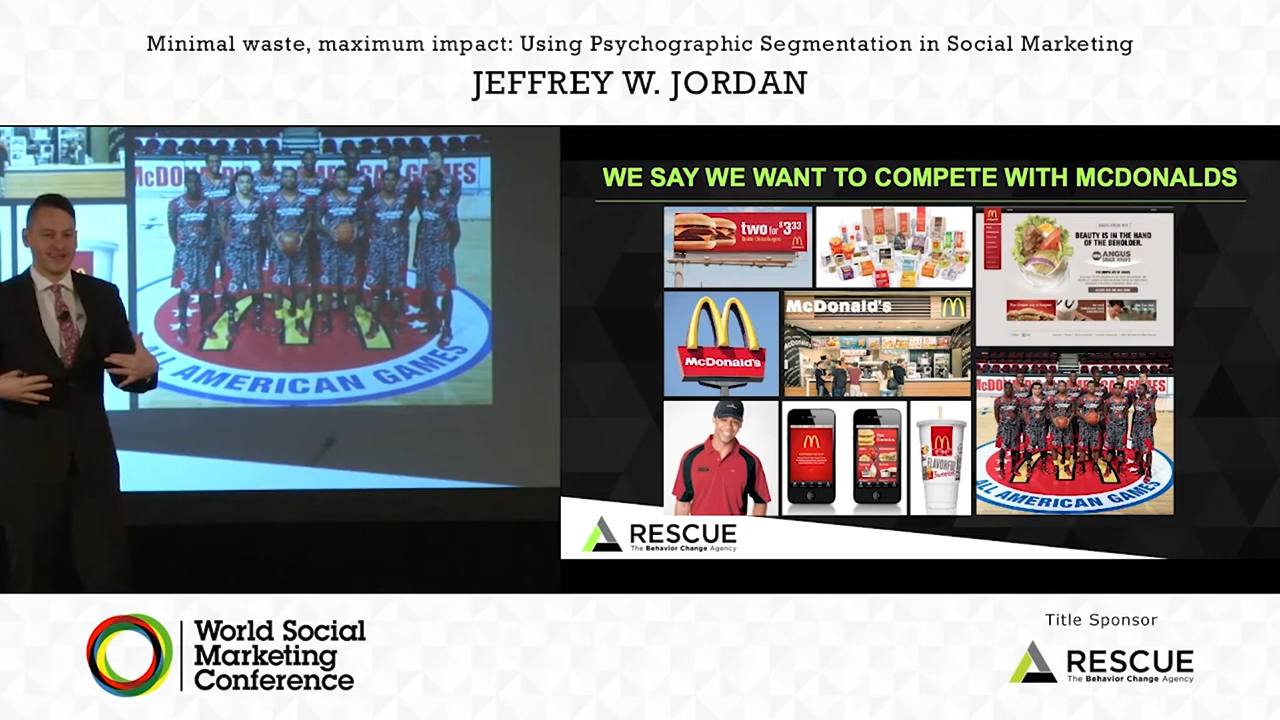 Minimal waste, maximum impact: Using Psychographic Segmentation in Social Marketing
JEFFREY W. JORDAN
ALL AMERICAN GAMES
WE SAY WE WANT TO COMPETE WITH MCDONALDS
two for $3.33
BEAUTY IS IN THE HAND
OF THE BEHOLDER.
ANGUS
McDonald's
McDonald's
ALL AMERICAN GAMES
RESCUE
The Behavior Change Agency
World Social
Marketing
Conference
Title Sponsor
RESCUE
The Behavior Change Agency